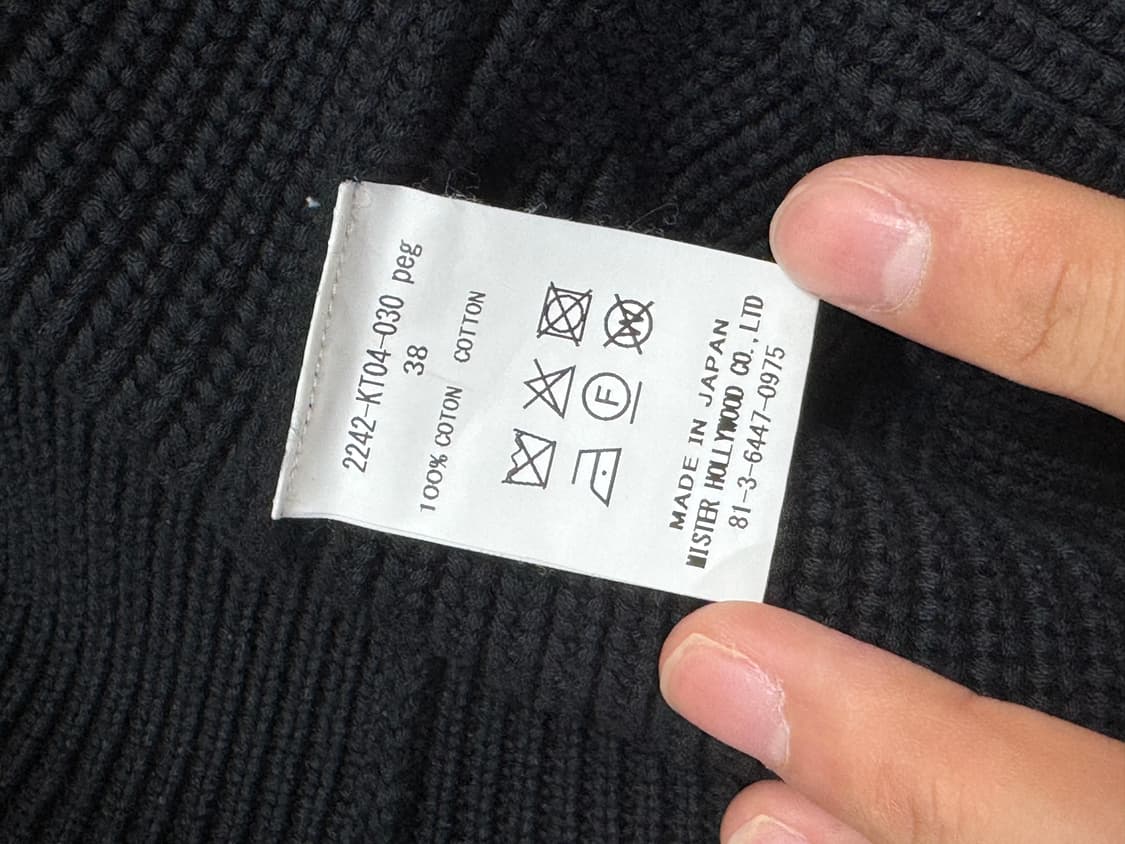 2242-KT04-030 peg
38
100% COTON COTTON
F
W
MADE IN JAPAN
MISTER HOLLYWOOD CO.,LTD
81-3-6447-0975